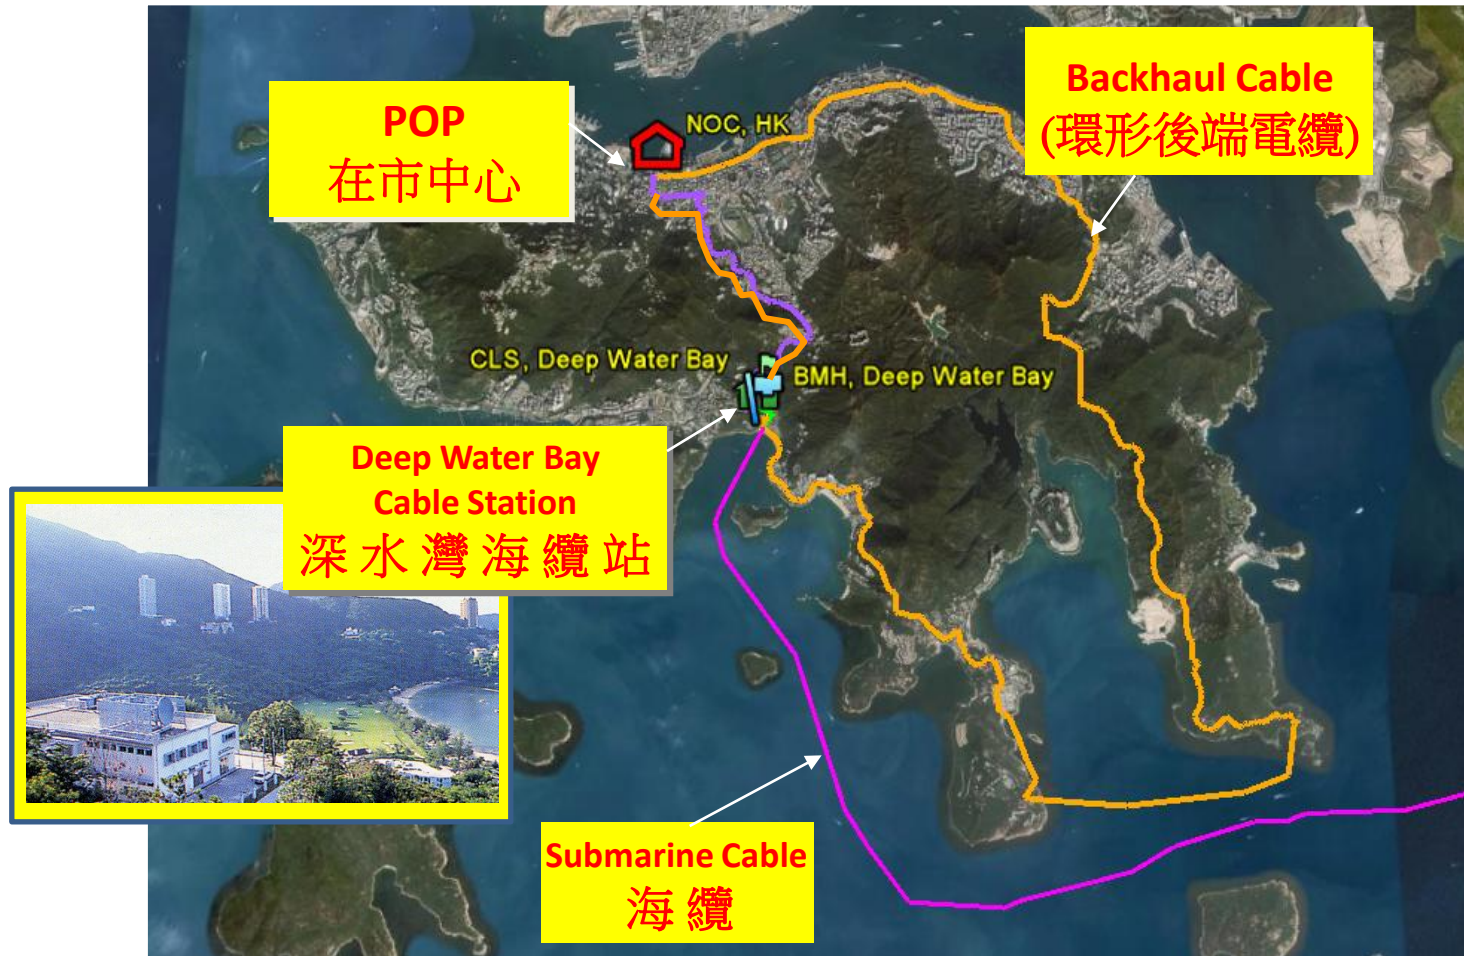 POP
在市中心
NOC, HK
Backhaul Cable
(環形後端電纜)
CLS, Deep Water Bay
BMH, Deep Water Bay
Deep Water Bay
Cable Station
深 水 灣 海 纜 站
Submarine Cable
海 纜